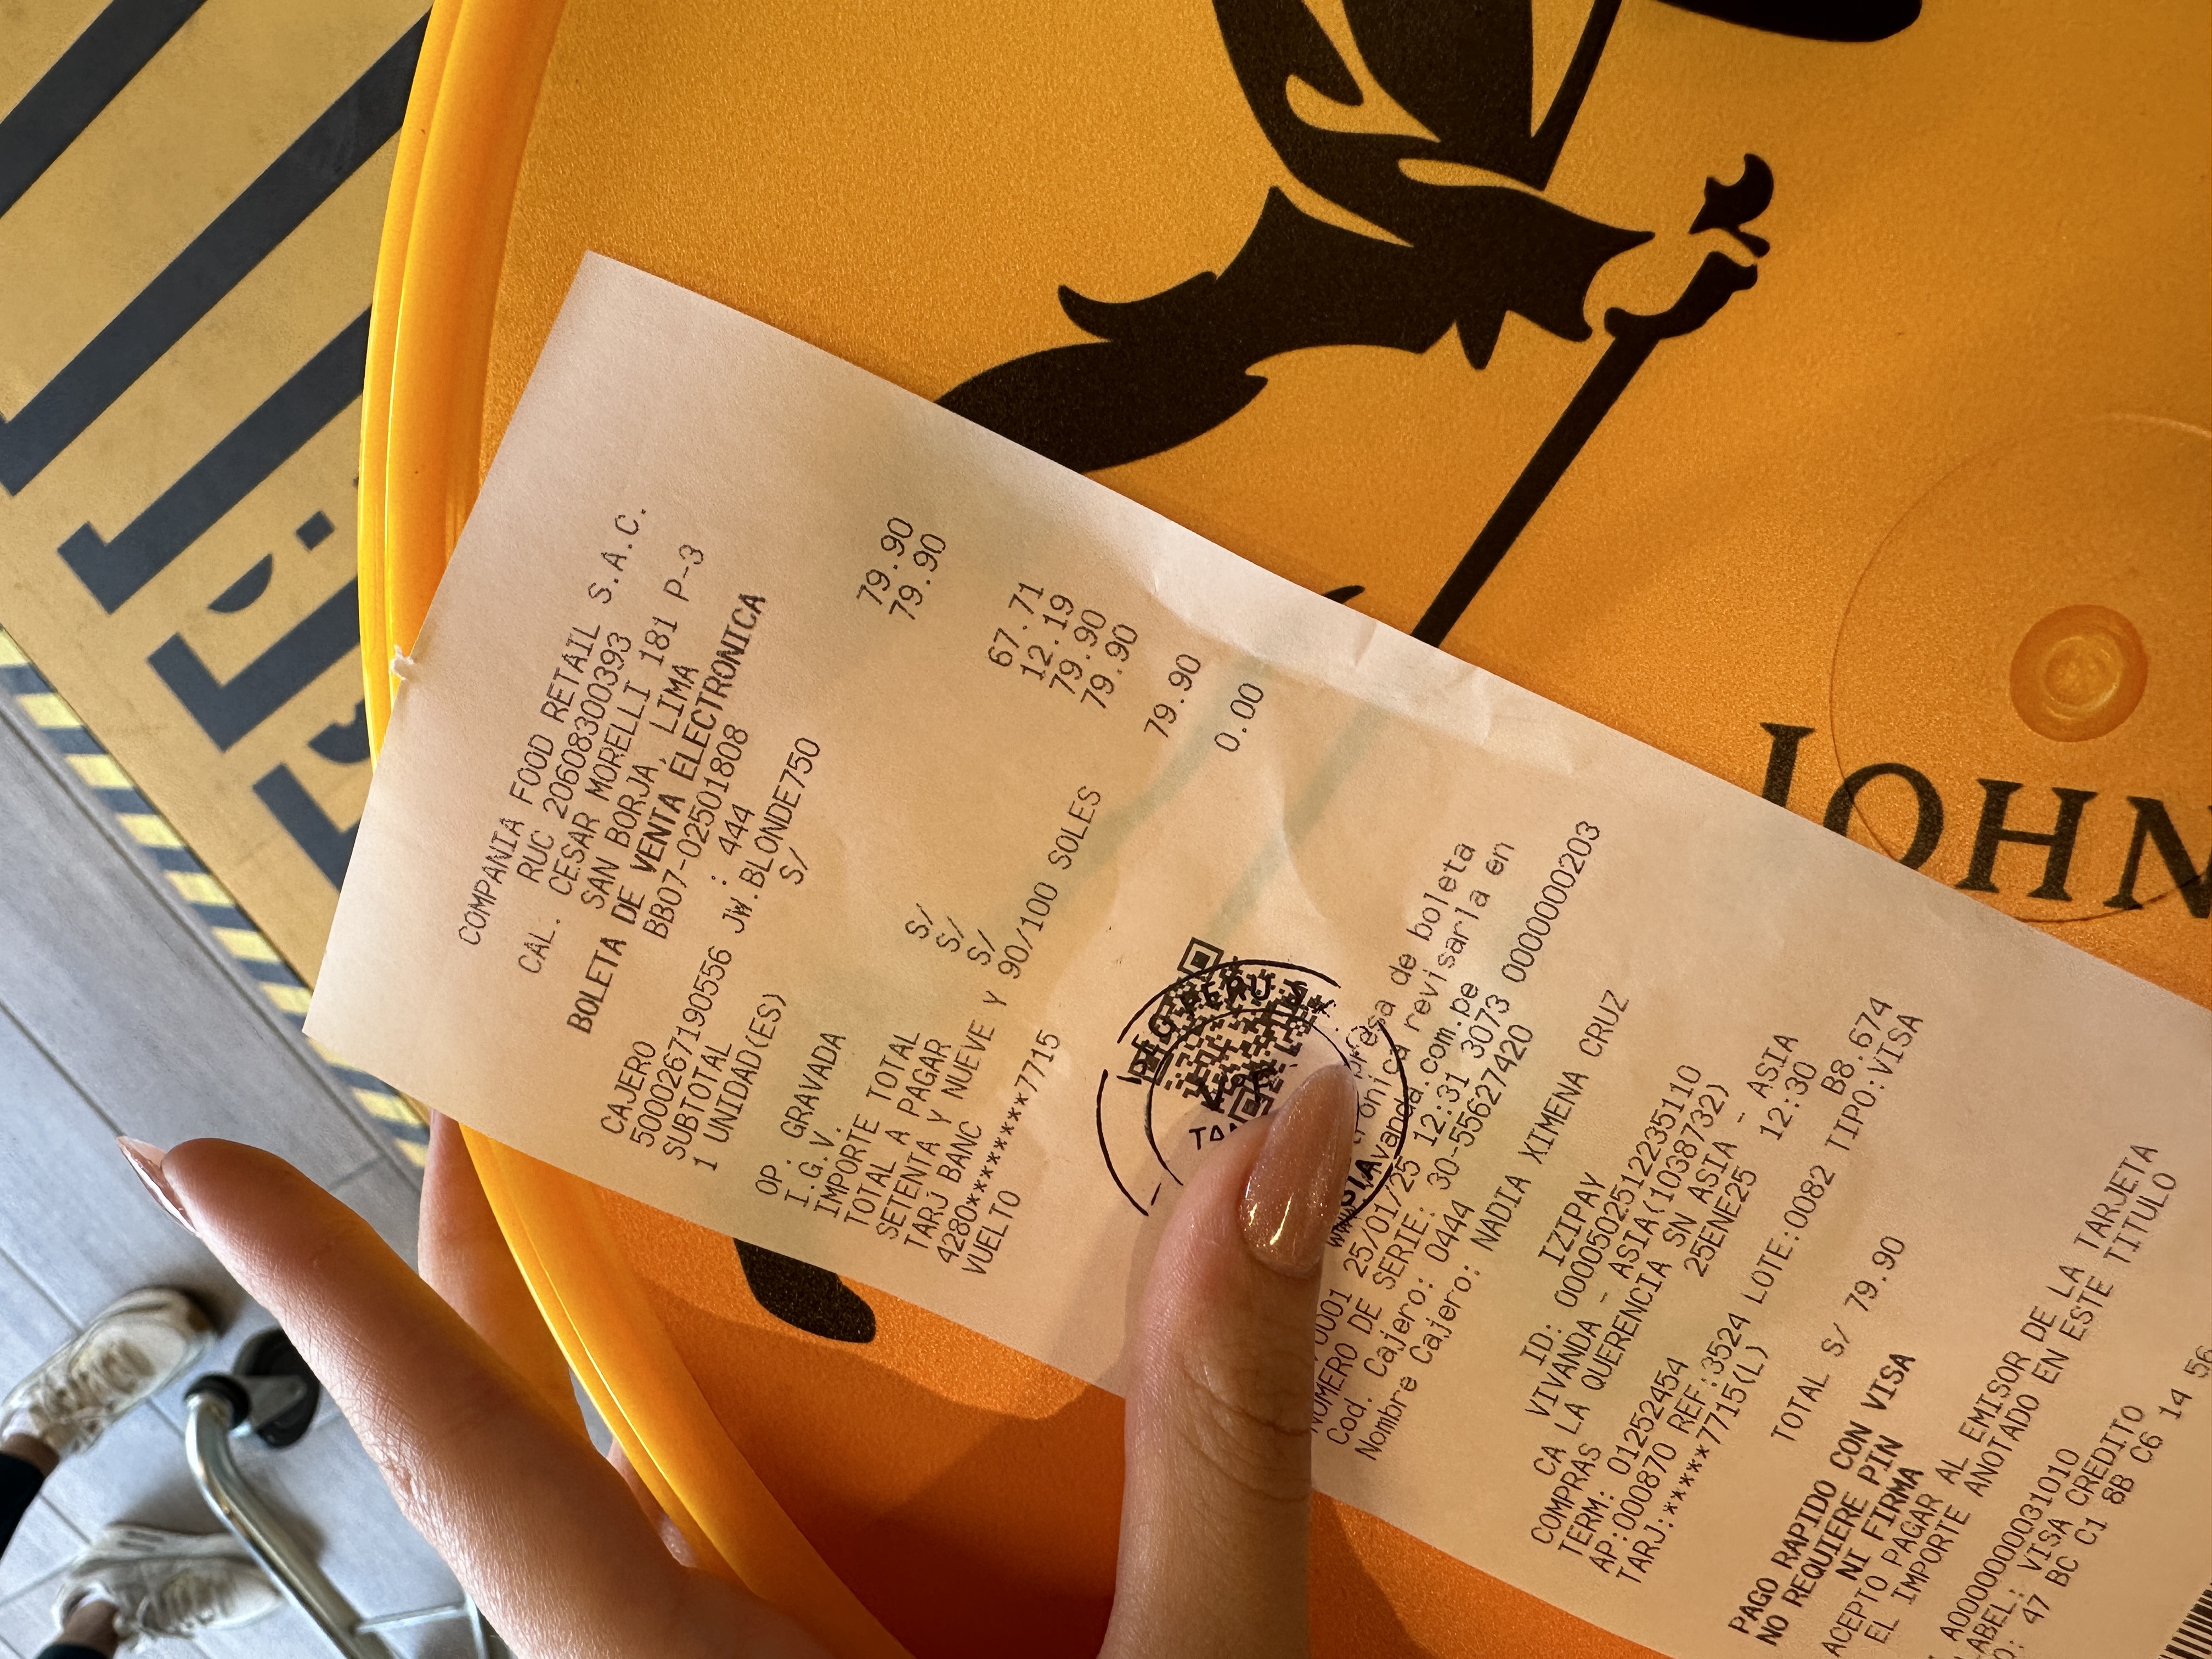 COMPANIA FOOD RETAIL S.A.C.
RUC 20608300393
CAL. CESAR MORELLI 181 P-3
SAN BORJA, LIMA
BOLETA DE VENTA ELECTRONICA
BB07-02501808
CAJERO : 444
5000267190556 JW.BLONDE750 79.90
SUBTOTAL S/ 79.90
1 UNIDAD(ES)
OP. GRAVADA S/ 67.71
I.G.V. S/ 12.19
IMPORTE TOTAL S/ 79.90
TOTAL A PAGAR 79.90
SETENTA Y NUEVE Y 90/100 SOLES
TARJ BANC 79.90
4280********7715
VUELTO 0.00
de boleta
revisarla en
vanda.com.pe
0001 25/01/25 12:31 3073 0000000203
NUMERO DE SERIE: 30-55627420
Cod. Cajero: 0444
Nombre Cajero: NADIA XIMENA CRUZ
IZIPAY
ID: 0000502512235110
VIVANDA - ASIA(1038732)
CA LA QUERENCIA SN ASIA - ASIA
COMPRAS 25ENE25 12:30
TERM: 01252454 B8.674
AP:000870 REF:3524 LOTE:0082 TIPO:VISA
TARJ:*****7715(L)
TOTAL S/ 79.90
PAGO RAPIDO CON VISA
NO REQUIERE PIN
NI FIRMA
ACEPTO PAGAR AL EMISOR DE LA TARJETA
EL IMPORTE ANOTADO EN ESTE TITULO
A0000000031010
LABEL: VISA CREDITO
47 BC C1 8B C6 14 56
JOHN